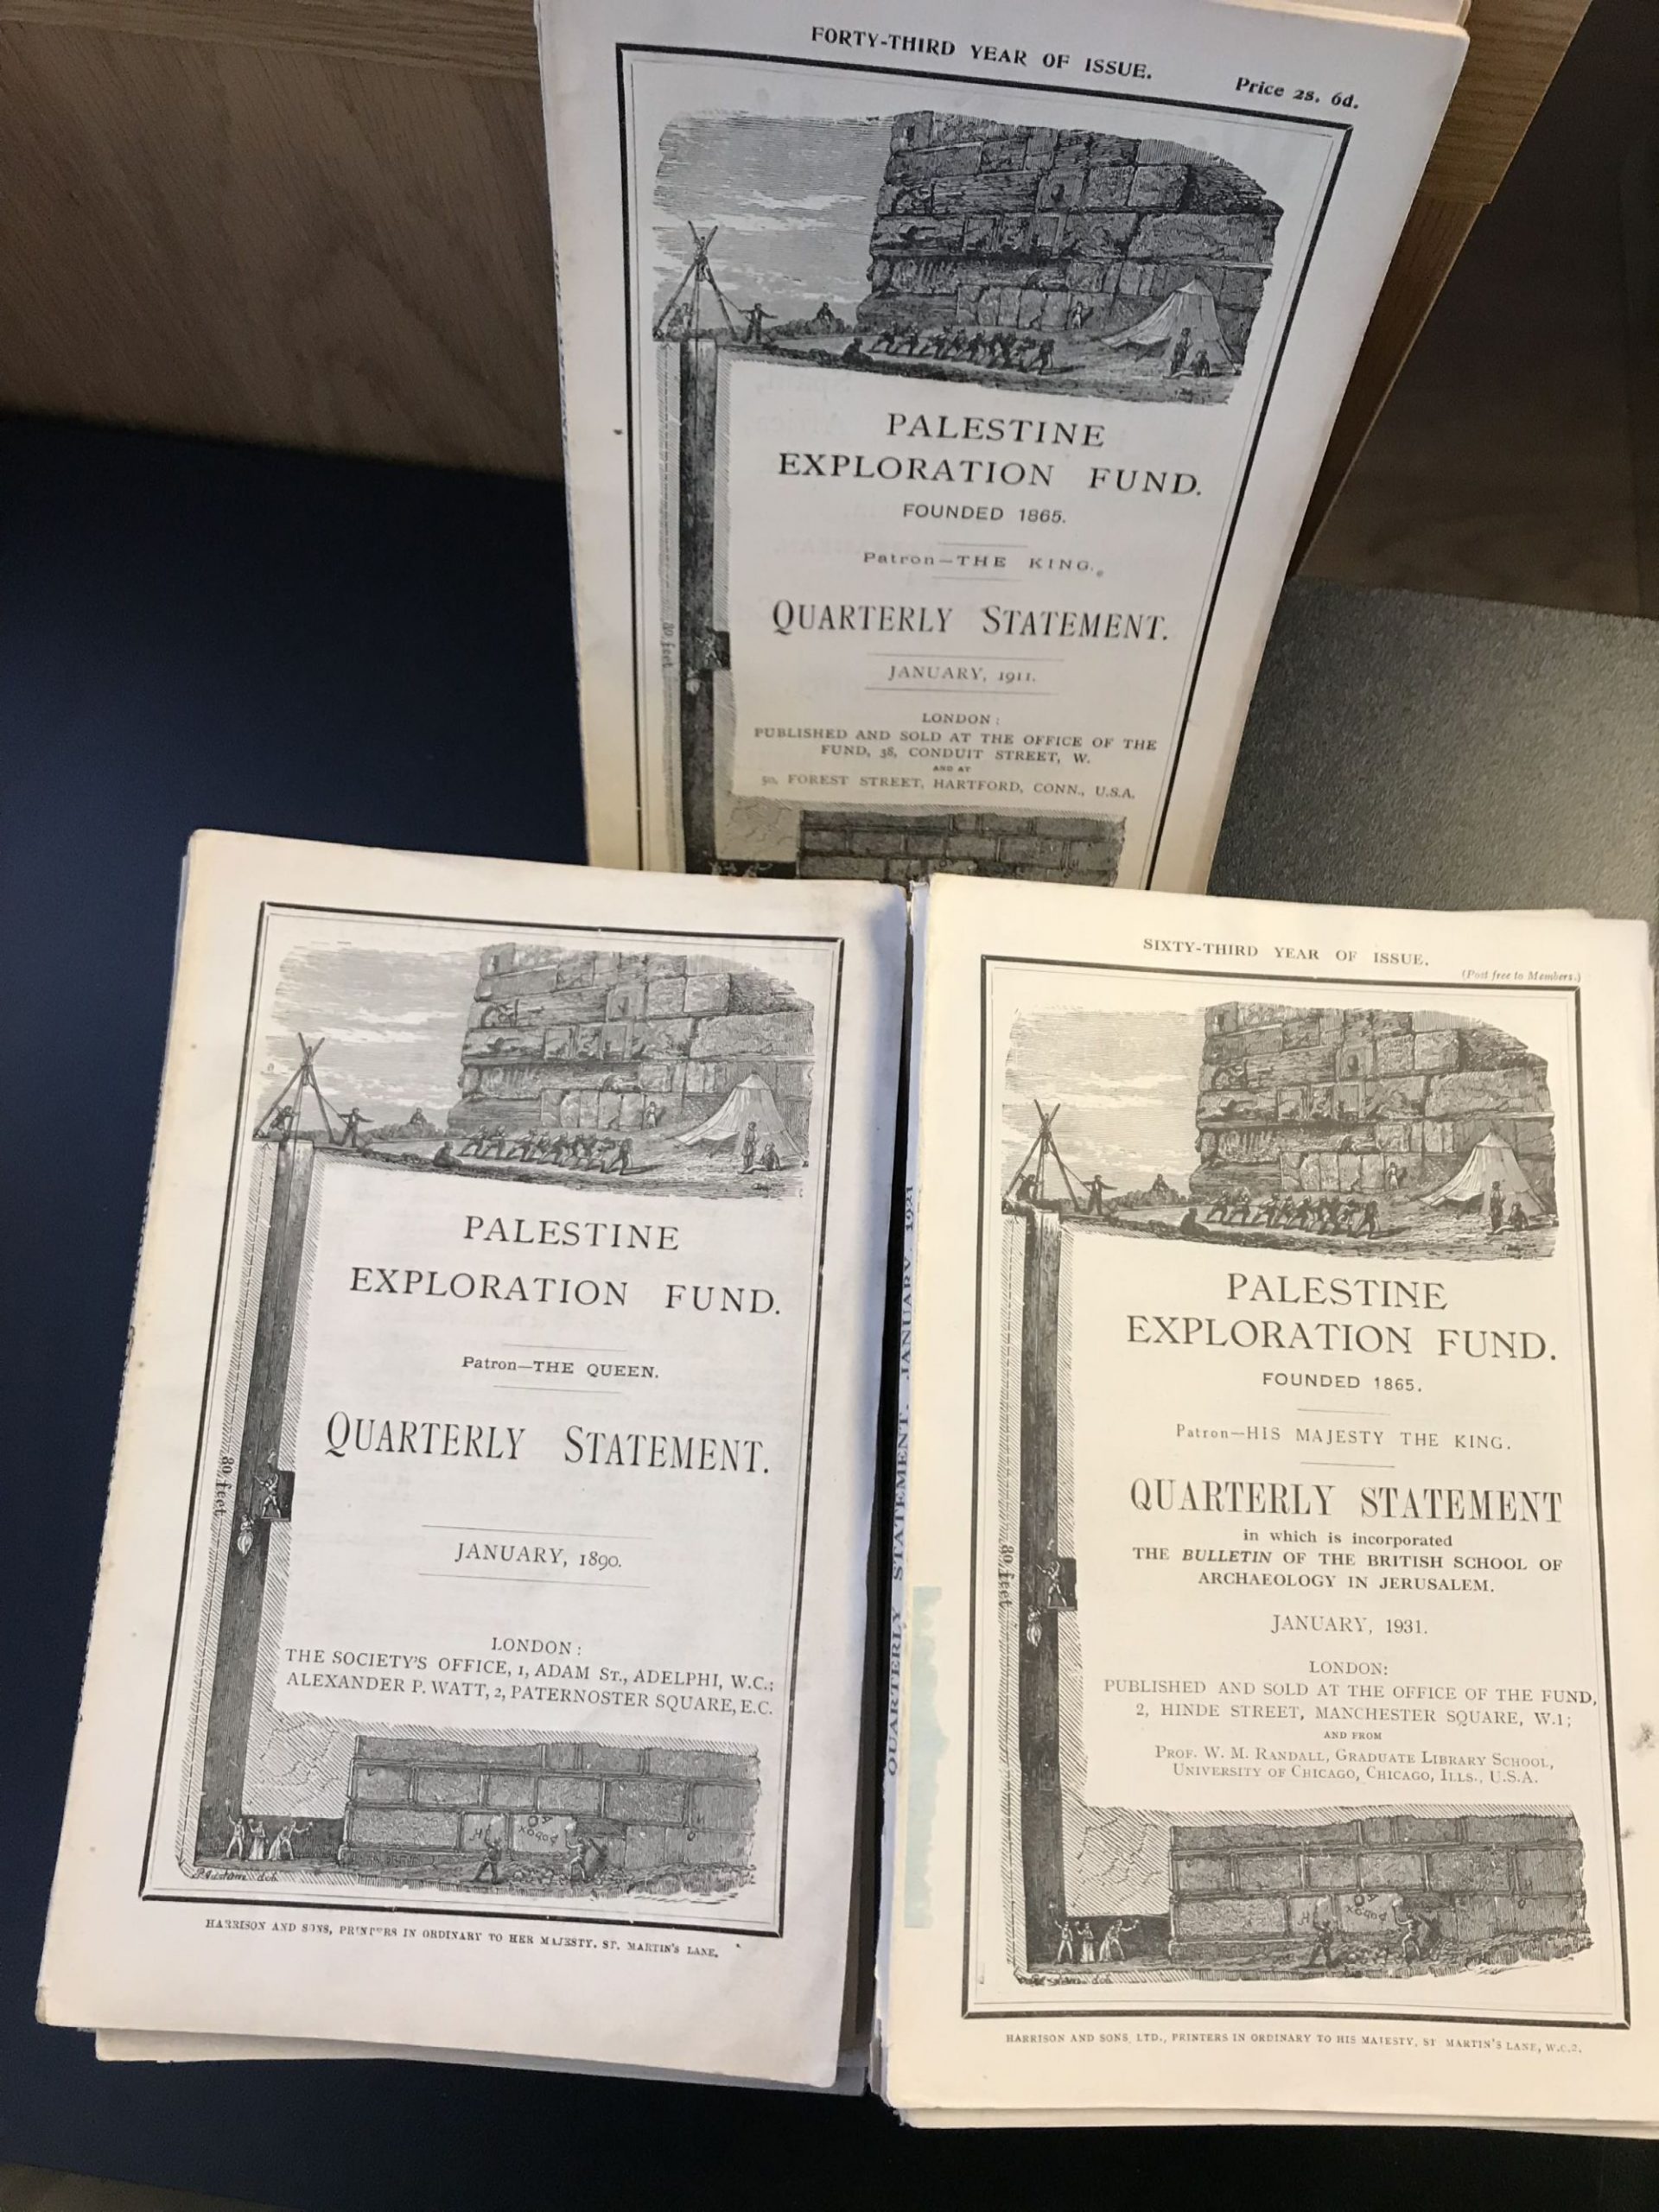 FORTY-THIRD YEAR OF ISSUE.
Price 2s. 6d.
PALESTINE
EXPLORATION FUND.
FOUNDED 1865.
Patron—THE KING.
QUARTERLY STATEMENT.
JANUARY, 1911.
LONDON:
PUBLISHED AND SOLD AT THE OFFICE OF THE
FUND, 38, CONDUIT STREET, W.
AND AT
50, FOREST STREET, HARTFORD, CONN., U.S.A.
80 feet
PALESTINE
EXPLORATION FUND.
Patron—THE QUEEN.
QUARTERLY STATEMENT.
JANUARY, 1890.
LONDON:
THE SOCIETY'S OFFICE, 1, ADAM ST., ADELPHI, W.C.;
ALEXANDER P. WATT, 2, PATERNOSTER SQUARE, E.C.
80 feet
HARRISON AND SONS, PRINTERS IN ORDINARY TO HER MAJESTY, ST. MARTIN'S LANE.
QUARTERLY STATEMENT, JANUARY, 1921
SIXTY-THIRD YEAR OF ISSUE.
(Post free to Members.)
PALESTINE
EXPLORATION FUND.
FOUNDED 1865.
Patron—HIS MAJESTY THE KING.
QUARTERLY STATEMENT
in which is incorporated
THE BULLETIN OF THE BRITISH SCHOOL OF
ARCHAEOLOGY IN JERUSALEM.
JANUARY, 1931.
LONDON:
PUBLISHED AND SOLD AT THE OFFICE OF THE FUND,
2, HINDE STREET, MANCHESTER SQUARE, W.1;
AND FROM
PROF. W. M. RANDALL, GRADUATE LIBRARY SCHOOL,
UNIVERSITY OF CHICAGO, CHICAGO, ILLS., U.S.A.
80 feet
HARRISON AND SONS, LTD., PRINTERS IN ORDINARY TO HIS MAJESTY, ST MARTIN'S LANE, W.C.2.